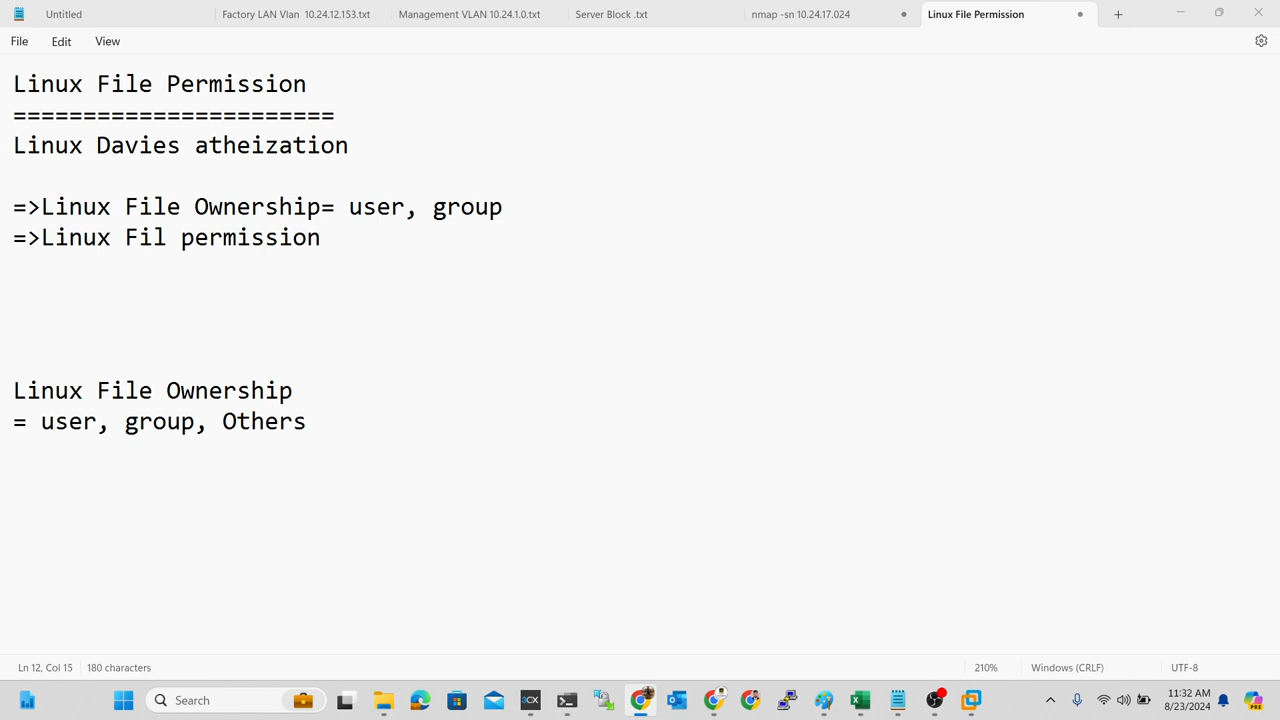 Untitled
Factory LAN Vlan 10.24.12.153.txt
Management VLAN 10.24.1.0.txt
Server Block .txt
nmap -sn 10.24.17.024
Linux File Permission
File
Edit
View
Linux File Permission
=======================
Linux Davies atheization
=>Linux File Ownership= user, group
=>Linux Fil permission
Linux File Ownership
= user, group, Others
Ln 12, Col 15
180 characters
210%
Windows (CRLF)
UTF-8
Search
11:32 AM
8/23/2024